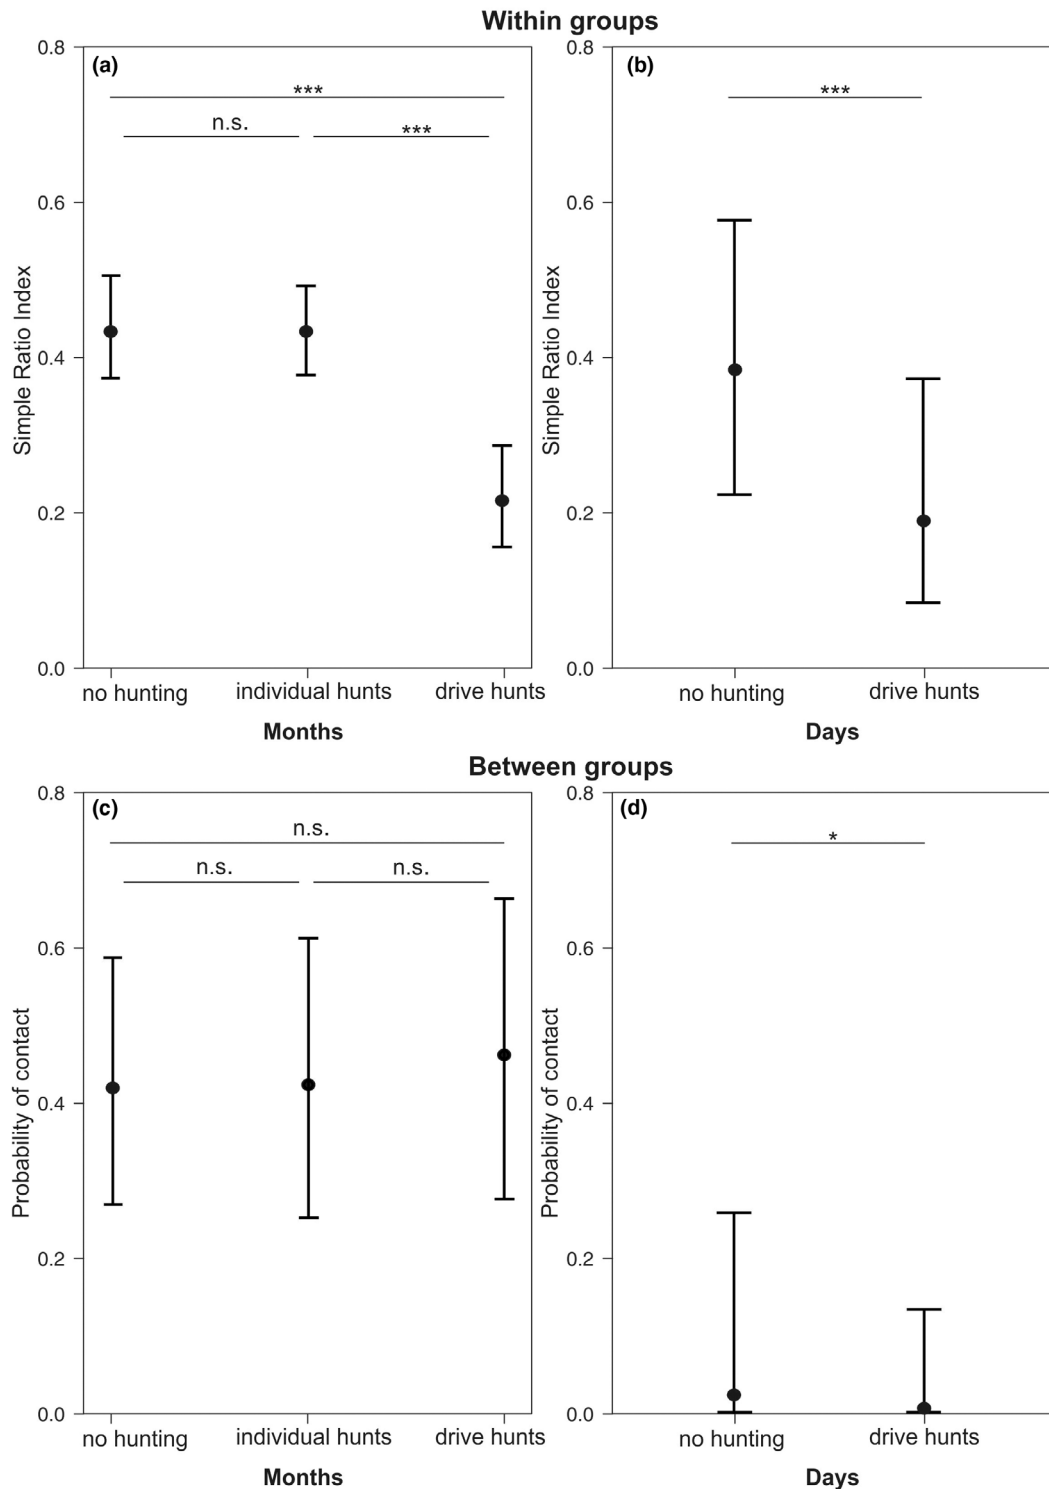 Within groups
(a)
(b)
***
***
n.s.
***
0.8
0.6
0.4
0.2
0.0
Simple Ratio Index
0.8
0.6
0.4
0.2
0.0
Simple Ratio Index
no hunting
individual hunts
drive hunts
Months
no hunting
drive hunts
Days
Between groups
(c)
(d)
n.s.
n.s.
n.s.
*
0.8
0.6
0.4
0.2
0.0
Probability of contact
0.8
0.6
0.4
0.2
0.0
Probability of contact
no hunting
individual hunts
drive hunts
Months
no hunting
drive hunts
Days